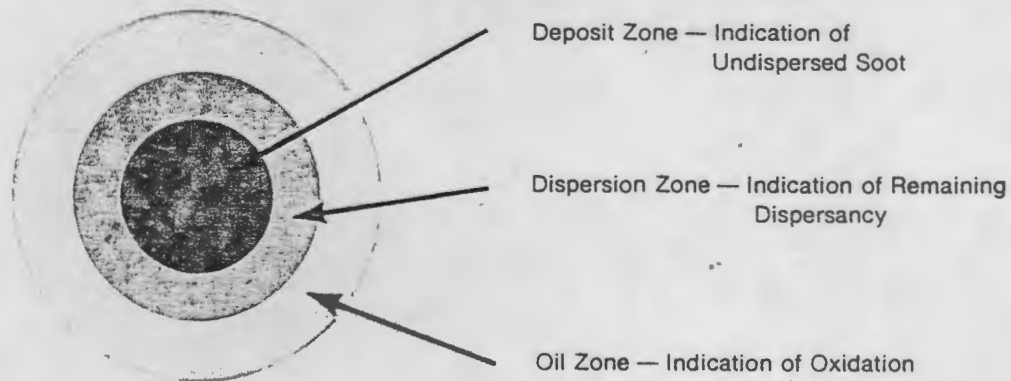 Deposit Zone — Indication of
Undispersed Soot
Dispersion Zone — Indication of Remaining
Dispersancy
Oil Zone — Indication of Oxidation